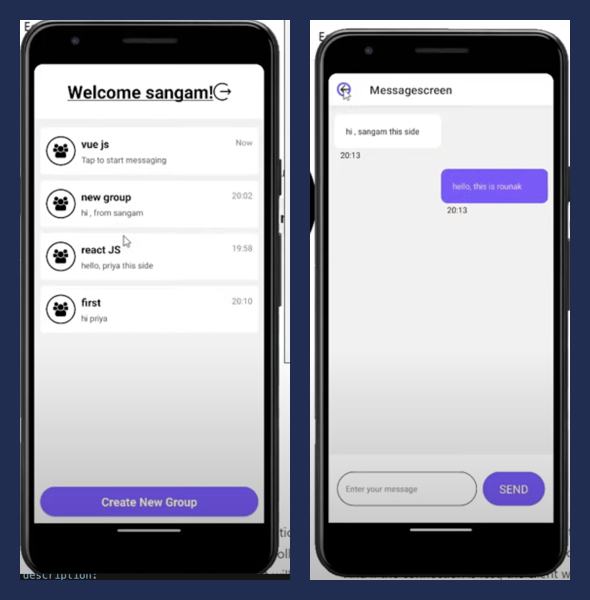 Welcome sangam!
vue js
Now
Tap to start messaging
new group
20:02
hi , from sangam
react JS
19:58
hello, priya this side
first
20:10
hi priya
Create New Group
description:
Messagescreen
hi , sangam this side
20:13
hello, this is rounak
20:13
Enter your message
SEND